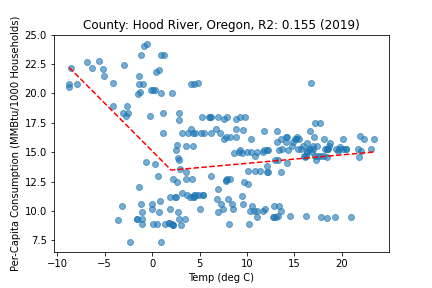 County: Hood River, Oregon, R2: 0.155 (2019)
Per-Capita Consumption (MMBtu/1000 Households)
25.0
22.5
20.0
17.5
15.0
12.5
10.0
7.5
-10 -5 0 5 10 15 20
Temp (deg C)